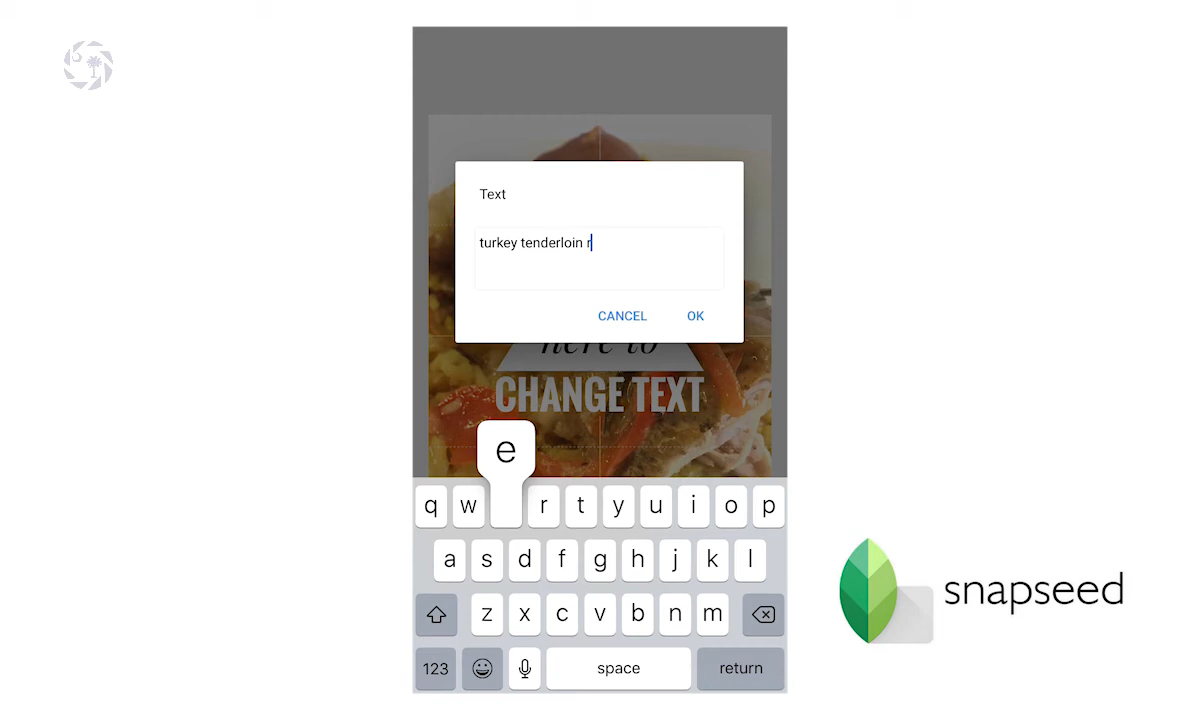 Text
turkey tenderloin r
CANCEL OK
here to
CHANGE TEXT
e
q w r t y u i o p
a s d f g h j k l
z x c v b n m
123 space return
snapseed